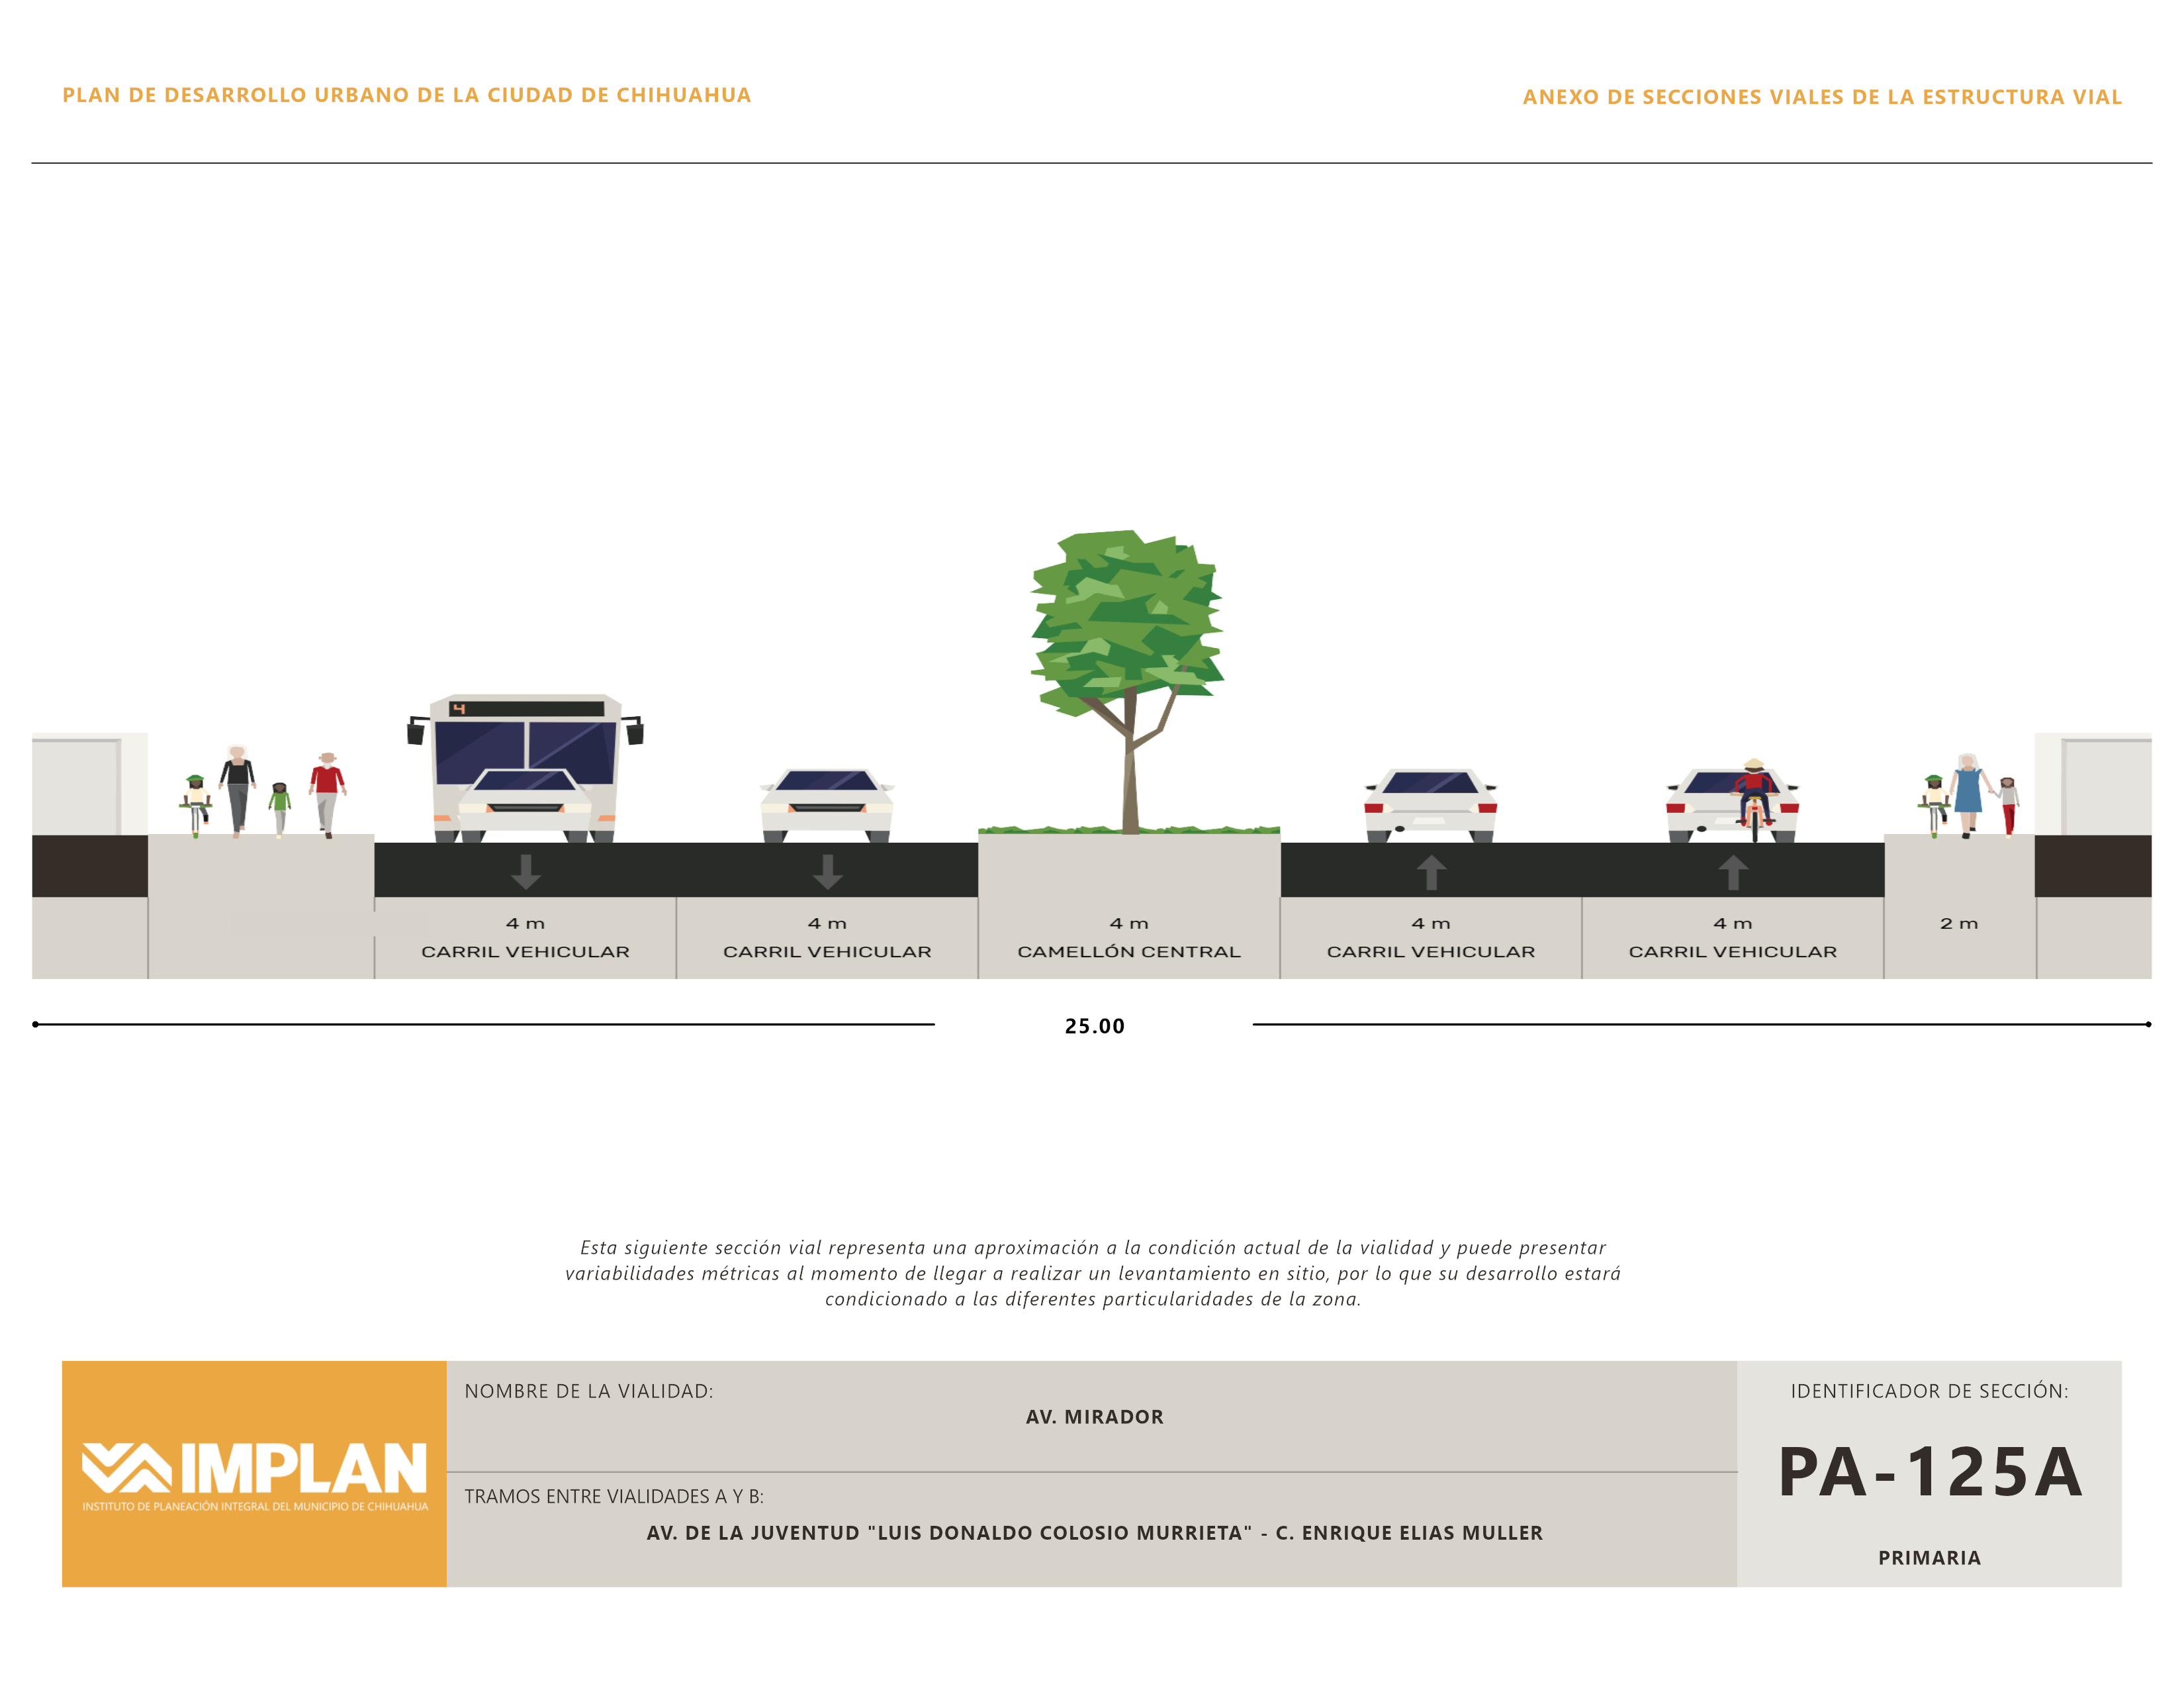 PLAN DE DESARROLLO URBANO DE LA CIUDAD DE CHIHUAHUA
ANEXO DE SECCIONES VIALES DE LA ESTRUCTURA VIAL
4
4 m
CARRIL VEHICULAR
4 m
CARRIL VEHICULAR
4 m
CAMELLÓN CENTRAL
4 m
CARRIL VEHICULAR
4 m
CARRIL VEHICULAR
2 m
25.00
Esta siguiente sección vial representa una aproximación a la condición actual de la vialidad y puede presentar
variabilidades métricas al momento de llegar a realizar un levantamiento en sitio, por lo que su desarrollo estará
condicionado a las diferentes particularidades de la zona.
IMPLAN
INSTITUTO DE PLANEACIÓN INTEGRAL DEL MUNICIPIO DE CHIHUAHUA
NOMBRE DE LA VIALIDAD:
AV. MIRADOR
TRAMOS ENTRE VIALIDADES A Y B:
AV. DE LA JUVENTUD "LUIS DONALDO COLOSIO MURRIETA" - C. ENRIQUE ELIAS MULLER
IDENTIFICADOR DE SECCIÓN:
PA-125A
PRIMARIA